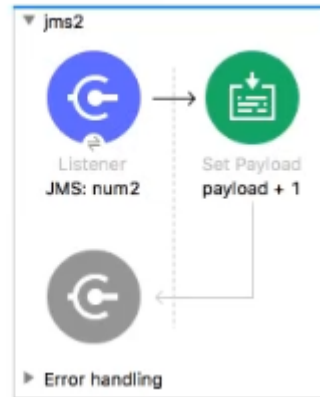 jms2
Listener
JMS: num2
Set Payload
payload + 1
Error handling